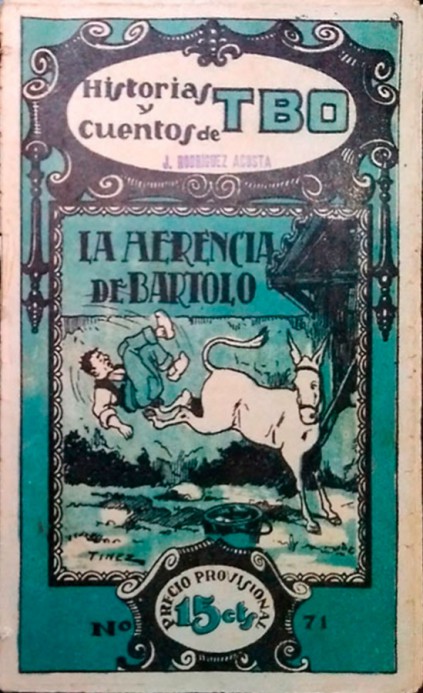 Historias
y
Cuentos de TBO
J. RODRIGUEZ ACOSTA
LA HERENCIA
DE BARTOLO
TINEZ
PRECIO PROVISIONAL
15 cts
Nº 71